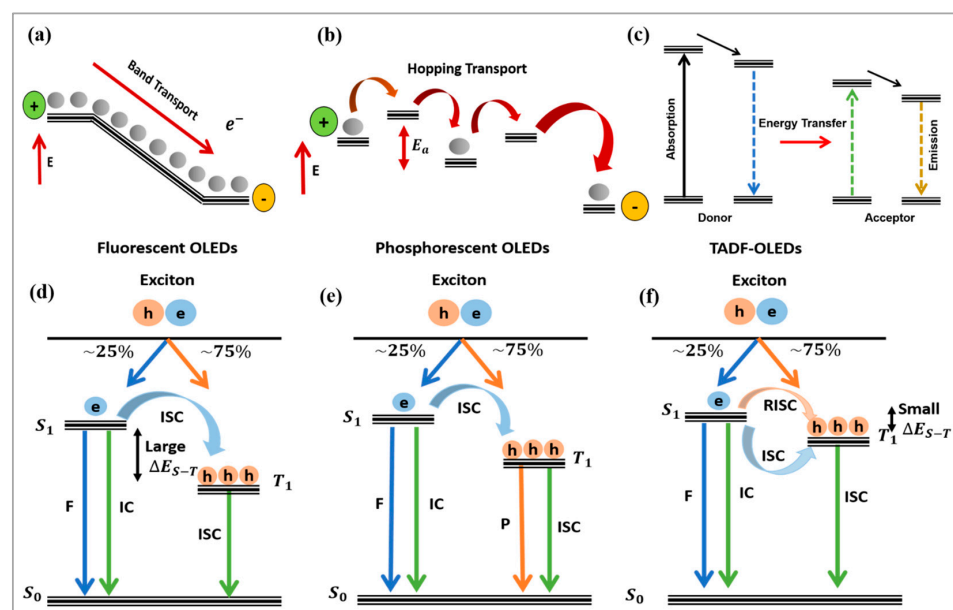 (a)
Band Transport
e⁻
+
E
-
(b)
Hopping Transport
+
E
Eₐ
-
(c)
Absorption
Energy Transfer
Emission
Donor
Acceptor
Fluorescent OLEDs
(d)
Exciton
h e
~25%
~75%
e
S₁
ISC
Large
ΔE_{S−T}
h h h
T₁
F
IC
ISC
S₀
Phosphorescent OLEDs
(e)
Exciton
h e
~25%
~75%
e
S₁
ISC
h h h
T₁
F
IC
P
ISC
S₀
TADF-OLEDs
(f)
Exciton
h e
~25%
~75%
e
S₁
RISC
ISC
h h h
T₁
Small
ΔE_{S−T}
F
IC
ISC
S₀